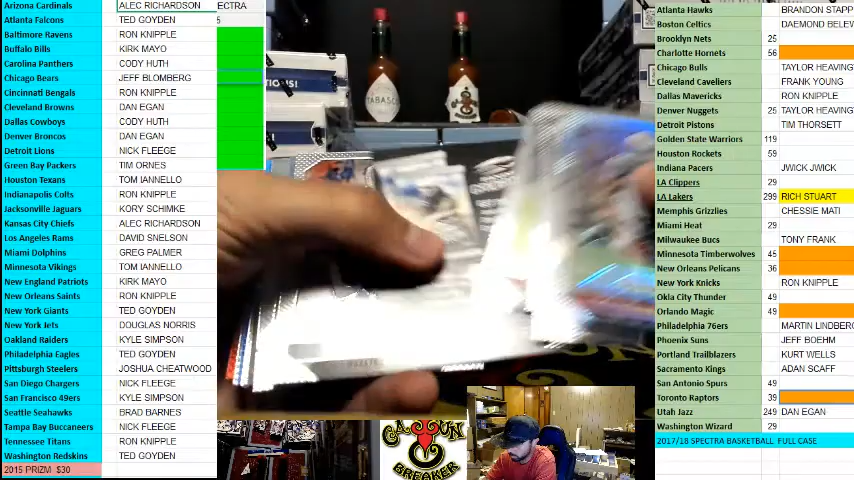 Arizona Cardinals ALEC RICHARDSON ECTRA
Atlanta Falcons TED GOYDEN
Baltimore Ravens RON KNIPPLE
Buffalo Bills KIRK MAYO
Carolina Panthers CODY HUTH
Chicago Bears JEFF BLOMBERG
Cincinnati Bengals RON KNIPPLE
Cleveland Browns DAN EGAN
Dallas Cowboys CODY HUTH
Denver Broncos DAN EGAN
Detroit Lions NICK FLEEGE
Green Bay Packers TIM ORNES
Houston Texans TOM IANNELLO
Indianapolis Colts RON KNIPPLE
Jacksonville Jaguars KORY SCHIMKE
Kansas City Chiefs ALEC RICHARDSON
Los Angeles Rams DAVID SNELSON
Miami Dolphins GREG PALMER
Minnesota Vikings TOM IANNELLO
New England Patriots KIRK MAYO
New Orleans Saints RON KNIPPLE
New York Giants TED GOYDEN
New York Jets DOUGLAS NORRIS
Oakland Raiders KYLE SIMPSON
Philadelphia Eagles TED GOYDEN
Pittsburgh Steelers JOSHUA CHEATWOOD
San Diego Chargers NICK FLEEGE
San Francisco 49ers KYLE SIMPSON
Seattle Seahawks BRAD BARNES
Tampa Bay Buccaneers NICK FLEEGE
Tennessee Titans RON KNIPPLE
Washington Redskins TED GOYDEN
2015 PRIZM $30
TABASCO
CAJUN
BREAKER
Atlanta Hawks BRANDON STAPP
Boston Celtics DAEMOND BELEW
Brooklyn Nets 25
Charlotte Hornets 56
Chicago Bulls TAYLOR HEAVING
Cleveland Caveliers FRANK YOUNG
Dallas Mavericks RON KNIPPLE
Denver Nuggets 25 TAYLOR HEAVING
Detroit Pistons TIM THORSETT
Golden State Warriors 119
Houston Rockets 59
Indiana Pacers JWICK JWICK
LA Clippers 29
LA Lakers 299 RICH STUART
Memphis Grizzlies CHESSIE MATI
Miami Heat 29
Milwaukee Bucs TONY FRANK
Minnesota Timberwolves 45
New Orleans Pelicans 36
New York Knicks RON KNIPPLE
Okla City Thunder 49
Orlando Magic 49
Philadelphia 76ers MARTIN LINDBERG
Phoenix Suns JEFF BOEHM
Portland Trailblazers KURT WELLS
Sacramento Kings ADAN SCAFF
San Antonio Spurs 49
Toronto Raptors 39
Utah Jazz 249 DAN EGAN
Washington Wizard 29
2017/18 SPECTRA BASKETBALL FULL CASE